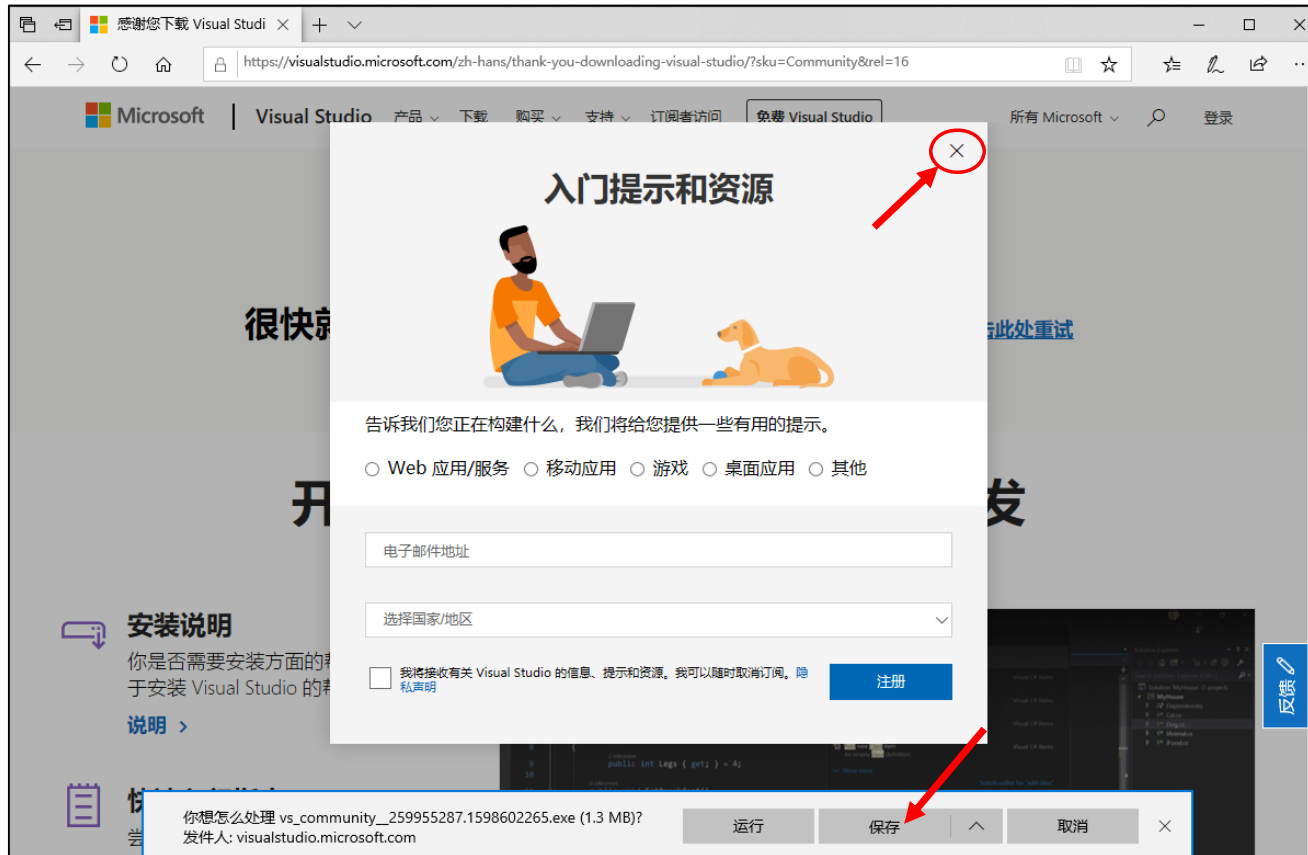 感谢您下载 Visual Studi
https://visualstudio.microsoft.com/zh-hans/thank-you-downloading-visual-studio/?sku=Community&rel=16
Microsoft Visual Studio 产品 下载 购买 支持 订阅者访问 免费 Visual Studio 所有 Microsoft 登录
入门提示和资源
很快 击此处重试
告诉我们您正在构建什么，我们将给您提供一些有用的提示。
Web 应用/服务 移动应用 游戏 桌面应用 其他
开 发
电子邮件地址
选择国家/地区
安装说明
你是否需要安装方面的
于安装 Visual Studio 的
说明 >
我将接收有关 Visual Studio 的信息、提示和资源。我可以随时取消订阅。隐
私声明
注册
反馈
public int Legs { get; } = 4;
你想怎么处理 vs_community__259955287.1598602265.exe (1.3 MB)?
发件人: visualstudio.microsoft.com
运行 保存 取消